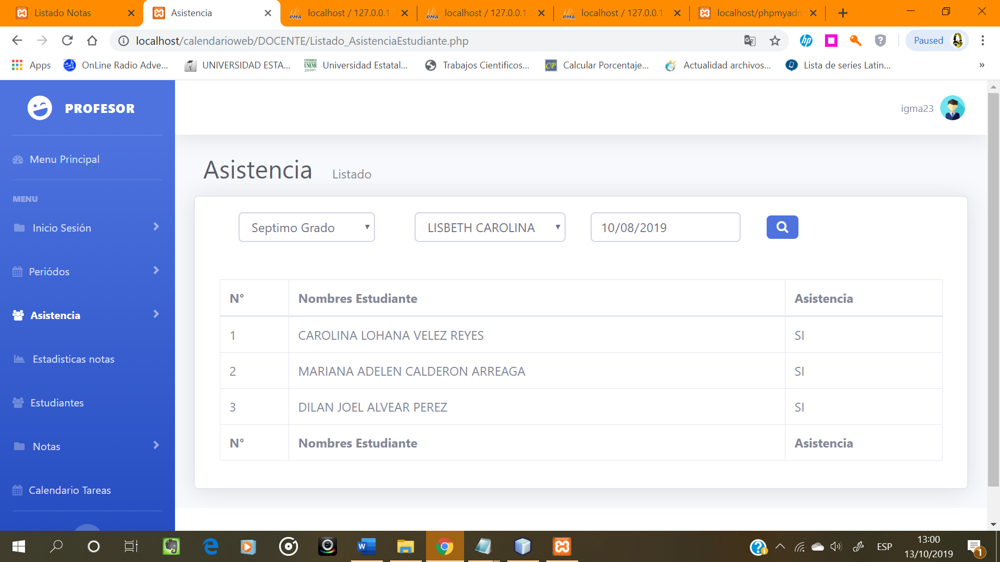 Listado Notas
Asistencia
localhost / 127.0.0.1
localhost / 127.0.0.1
localhost / 127.0.0.1
localhost/phpmyadm
localhost/calendarioweb/DOCENTE/Listado_AsistenciaEstudiante.php
Paused
Apps
OnLine Radio Adve...
UNIVERSIDAD ESTA...
Universidad Estatal...
Trabajos Cientificos...
Calcular Porcentaje...
Actualidad archivos...
Lista de series Latin...
PROFESOR
igma23
Menu Principal
MENU
Inicio Sesión
Periódos
Asistencia
Estadisticas notas
Estudiantes
Notas
Calendario Tareas
Asistencia Listado
Septimo Grado LISBETH CAROLINA 10/08/2019
N° Nombres Estudiante Asistencia
1 CAROLINA LOHANA VELEZ REYES SI
2 MARIANA ADELEN CALDERON ARREAGA SI
3 DILAN JOEL ALVEAR PEREZ SI
N° Nombres Estudiante Asistencia
ESP
13:00
13/10/2019
1